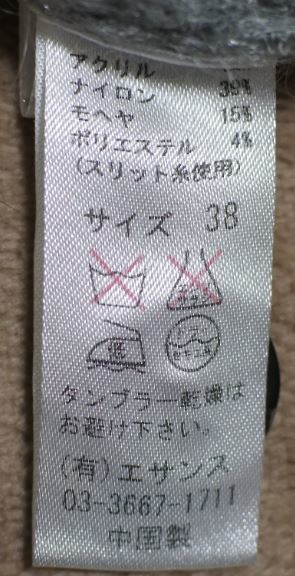 アクリル
ナイロン 39%
モヘヤ 15%
ポリエステル 4%
(スリット糸使用)
サイズ 38
低
タンブラー乾燥は
お避け下さい。
(有)エサンス
03-3667-1711
中国製